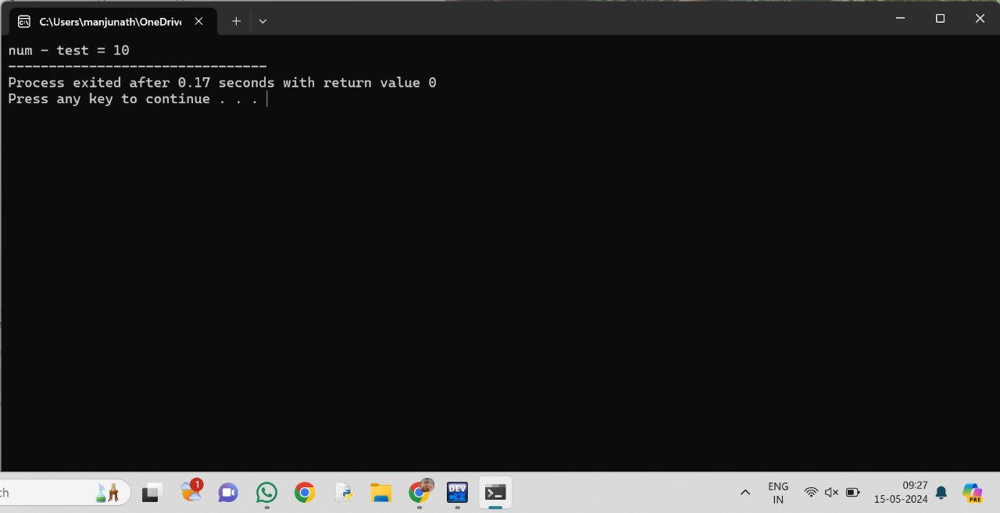 C:\Users\manjunath\OneDriv
num - test = 10
--------------------------------
Process exited after 0.17 seconds with return value 0
Press any key to continue . . .
ch
1
DEV
C++
ENG
IN
09:27
15-05-2024
PRE